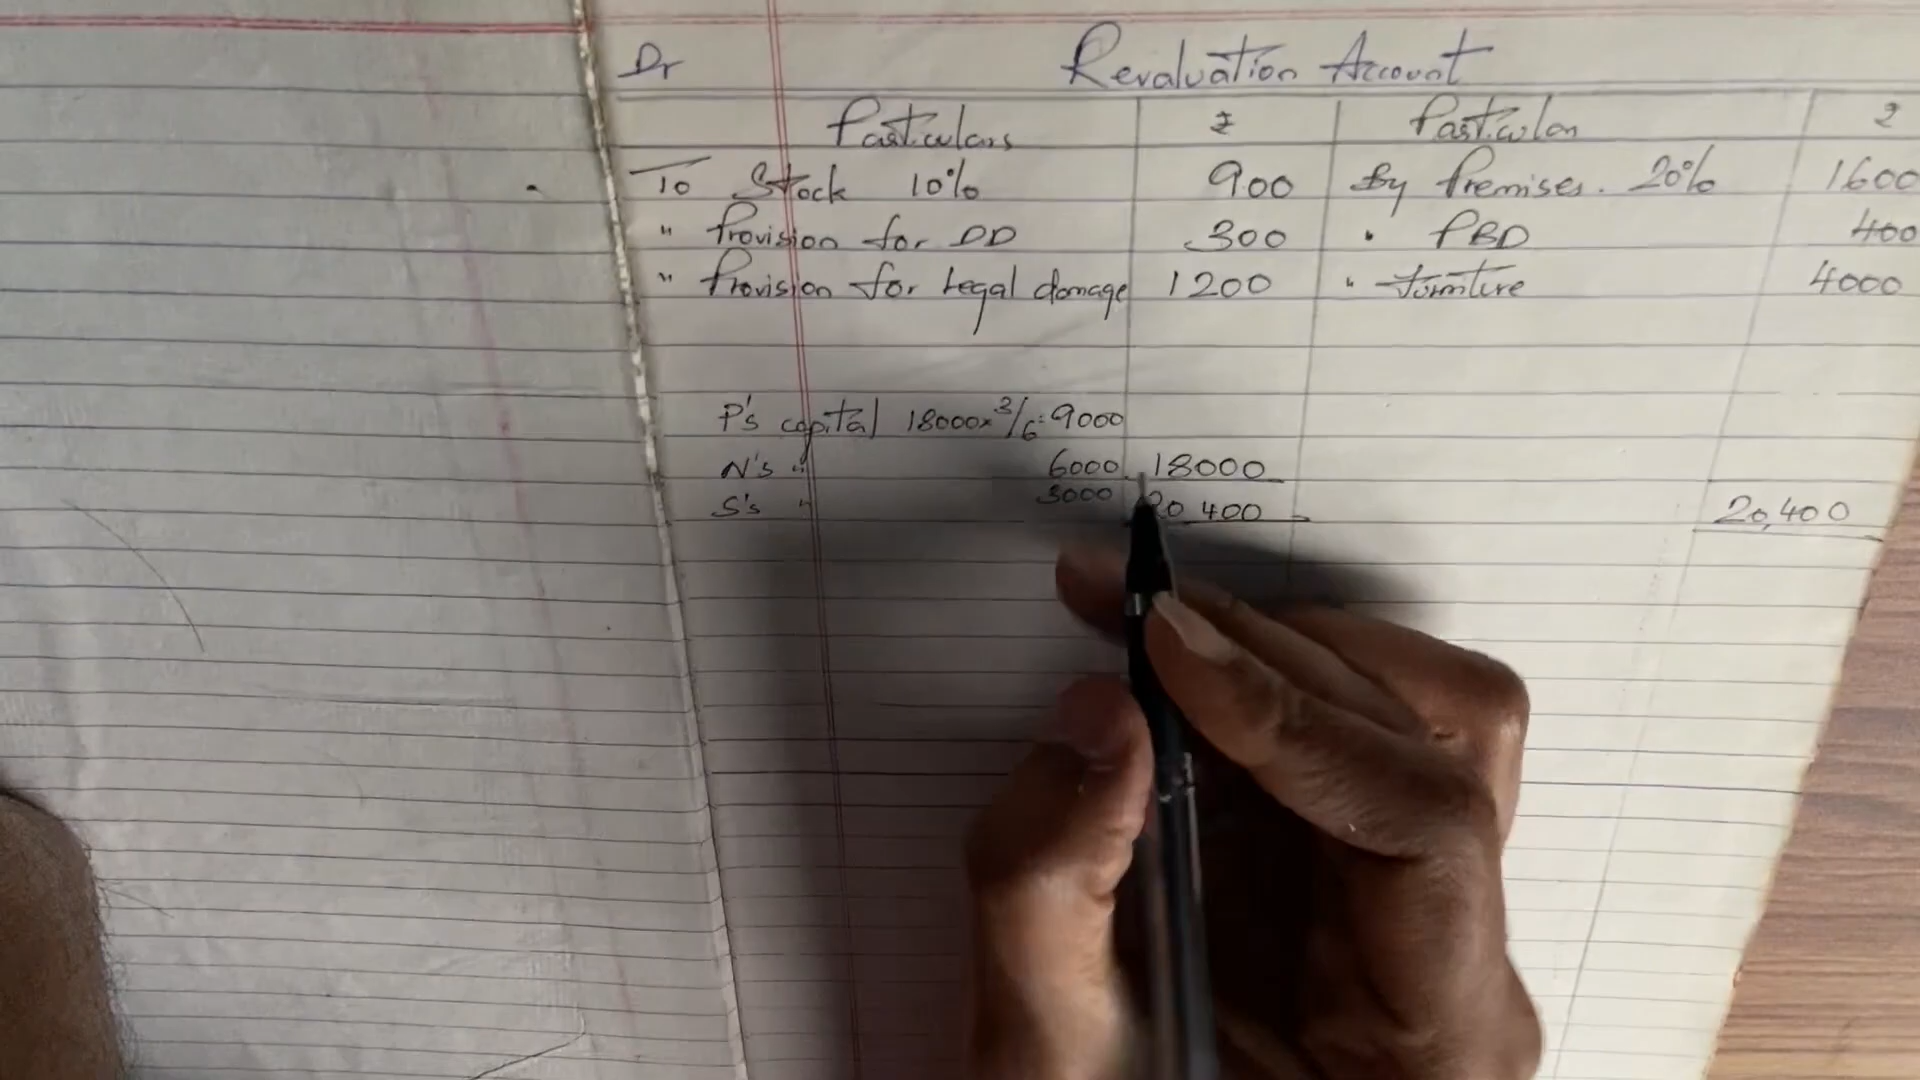 Dr Revaluation Account
Particulars ₹ Particulars ₹
To Stock 10% 900 By Premises. 20% 1600
" Provision for DD 300 " PBD 400
" Provision for Legal damage 1200 " furniture 4000
P's capital 18000×3/6=9000
N's " 6000 18000
S's " 3000 20 400 20,400